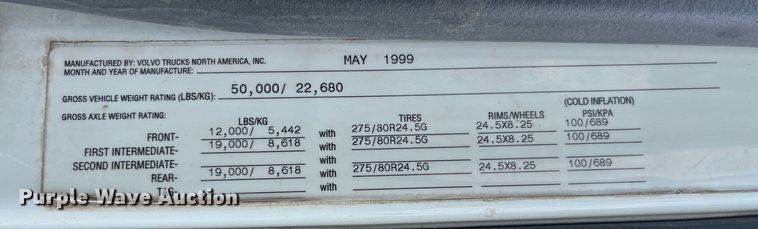 MANUFACTURED BY: VOLVO TRUCKS NORTH AMERICA, INC.
MONTH AND YEAR OF MANUFACTURE: MAY 1999
GROSS VEHICLE WEIGHT RATING (LBS/KG): 50,000/ 22,680
GROSS AXLE WEIGHT RATING: LBS/KG TIRES RIMS/WHEELS (COLD INFLATION) PSI/KPA
FRONT- 12,000/ 5,442 with 275/80R24.5G 24.5X8.25 100/689
FIRST INTERMEDIATE- 19,000/ 8,618 with 275/80R24.5G 24.5X8.25 100/689
SECOND INTERMEDIATE- with
REAR- 19,000/ 8,618 with 275/80R24.5G 24.5X8.25 100/689
TAG- with
Purple Wave Auction